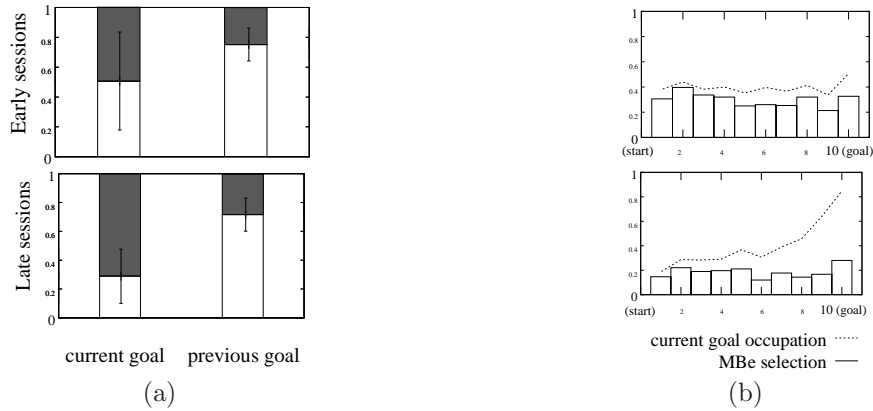 Early sessions
1
0.8
0.6
0.4
0.2
0
Late sessions
1
0.8
0.6
0.4
0.2
0
current goal previous goal
(a)
1
0.8
0.6
0.4
0.2
0
(start) 2 4 6 8 10 (goal)
1
0.8
0.6
0.4
0.2
0
(start) 2 4 6 8 10 (goal)
current goal occupation
MBe selection
(b)